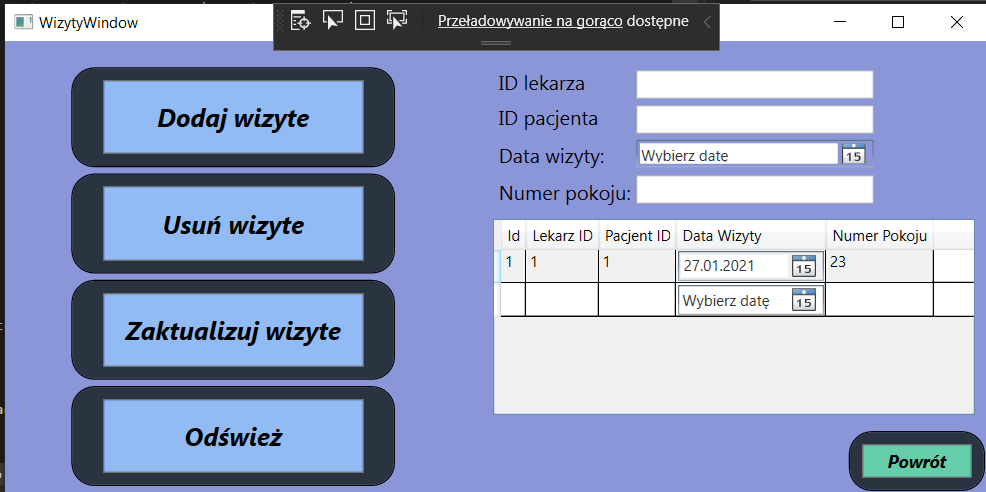 WizytyWindow
Przeładowywanie na gorąco dostępne
Dodaj wizyte
Usuń wizyte
Zaktualizuj wizyte
Odśwież
ID lekarza
ID pacjenta
Data wizyty: Wybierz datę 15
Numer pokoju:
Id Lekarz ID Pacjent ID Data Wizyty Numer Pokoju
1 1 1 27.01.2021 15 23
Wybierz datę 15
Powrót